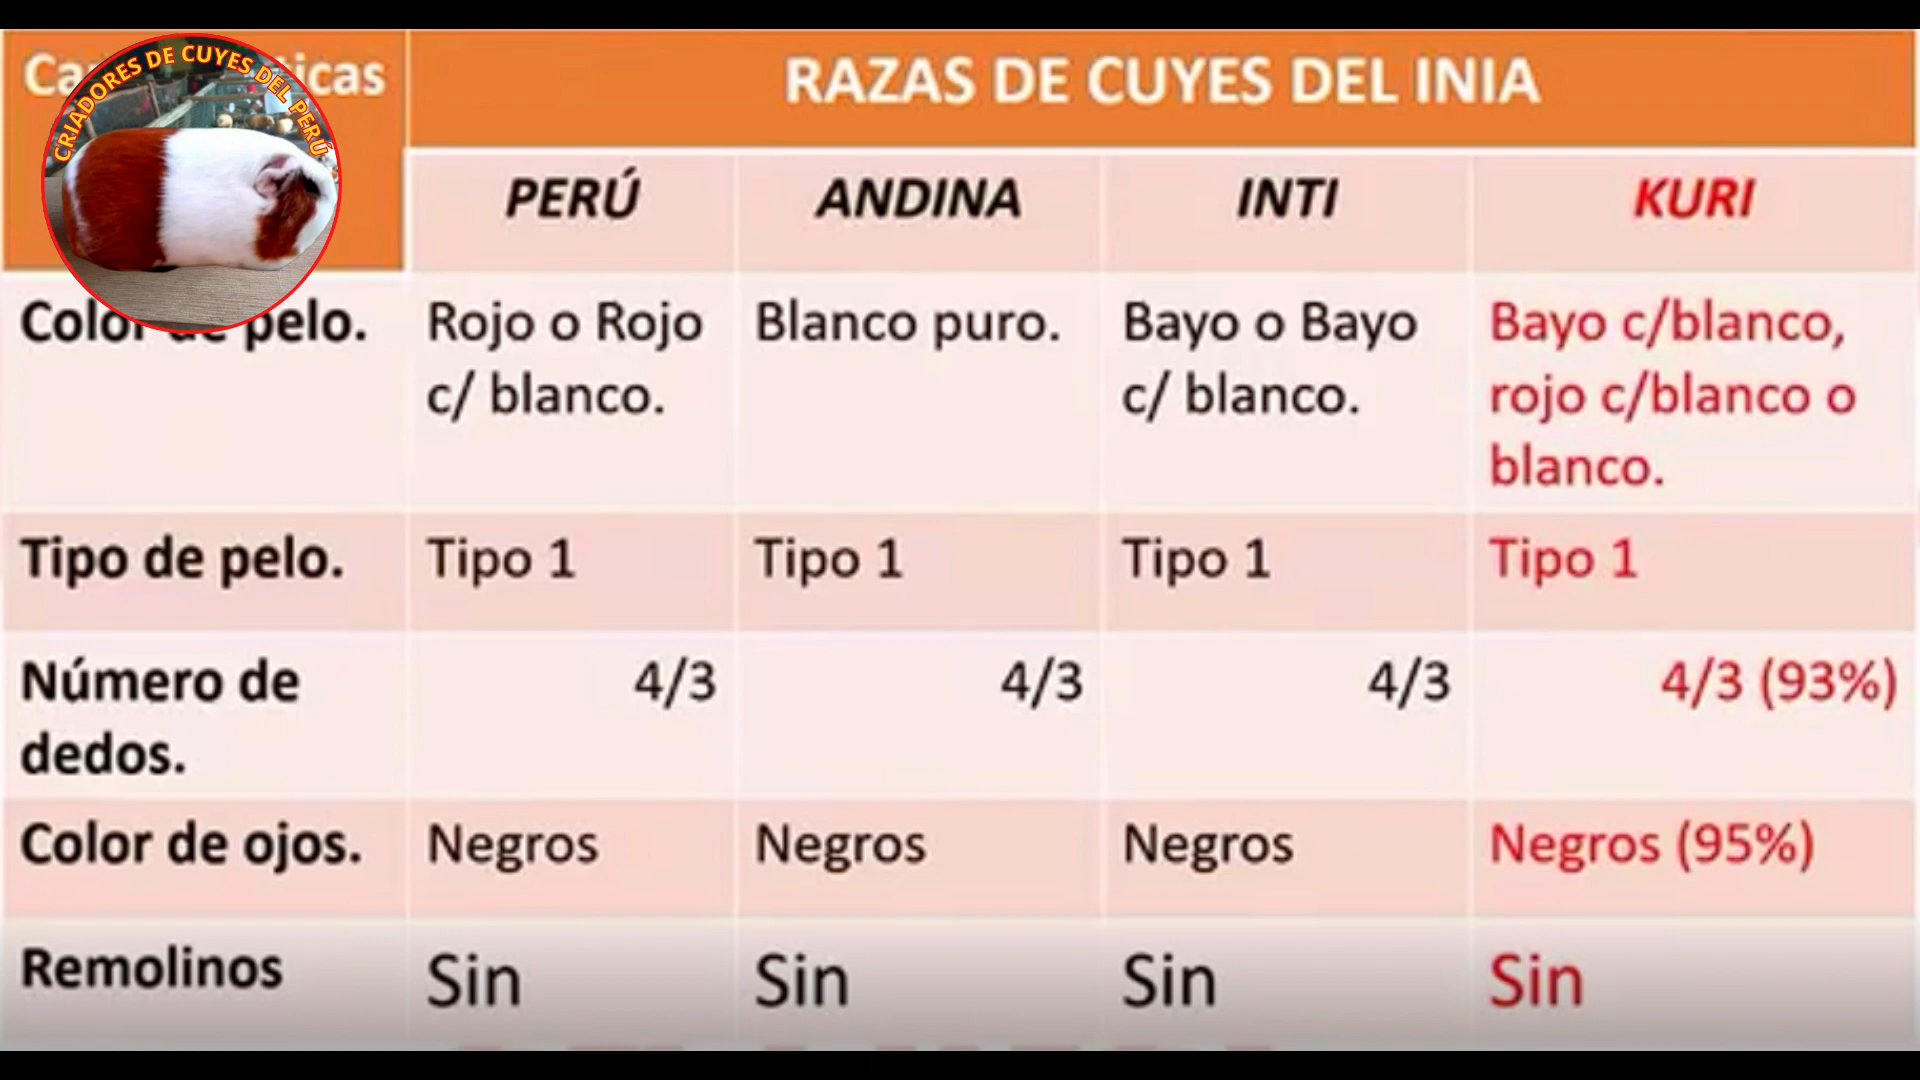 CRIADORES DE CUYES DEL PERÚ
RAZAS DE CUYES DEL INIA
PERÚ ANDINA INTI KURI
Color de pelo. Rojo o Rojo c/ blanco. Blanco puro. Bayo o Bayo c/ blanco. Bayo c/blanco, rojo c/blanco o blanco.
Tipo de pelo. Tipo 1 Tipo 1 Tipo 1 Tipo 1
Número de dedos. 4/3 4/3 4/3 4/3 (93%)
Color de ojos. Negros Negros Negros Negros (95%)
Remolinos Sin Sin Sin Sin